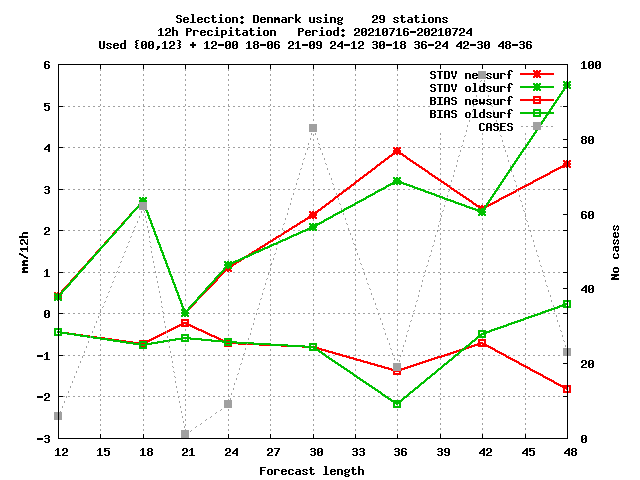 Selection: Denmark using    29 stations
12h Precipitation   Period: 20210716-20210724
Used {00,12} + 12-00 18-06 21-09 24-12 30-18 36-24 42-30 48-36
STDV newsurf
STDV oldsurf
BIAS newsurf
BIAS oldsurf
CASES
mm/12h
6
5
4
3
2
1
0
-1
-2
-3
No cases
100
80
60
40
20
0
12 15 18 21 24 27 30 33 36 39 42 45 48
Forecast length